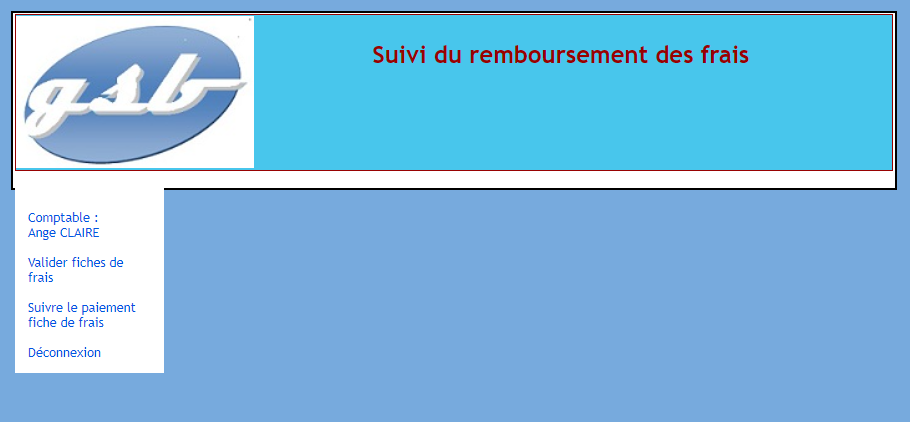 gsb
Suivi du remboursement des frais
Comptable :
Ange CLAIRE
Valider fiches de
frais
Suivre le paiement
fiche de frais
Déconnexion